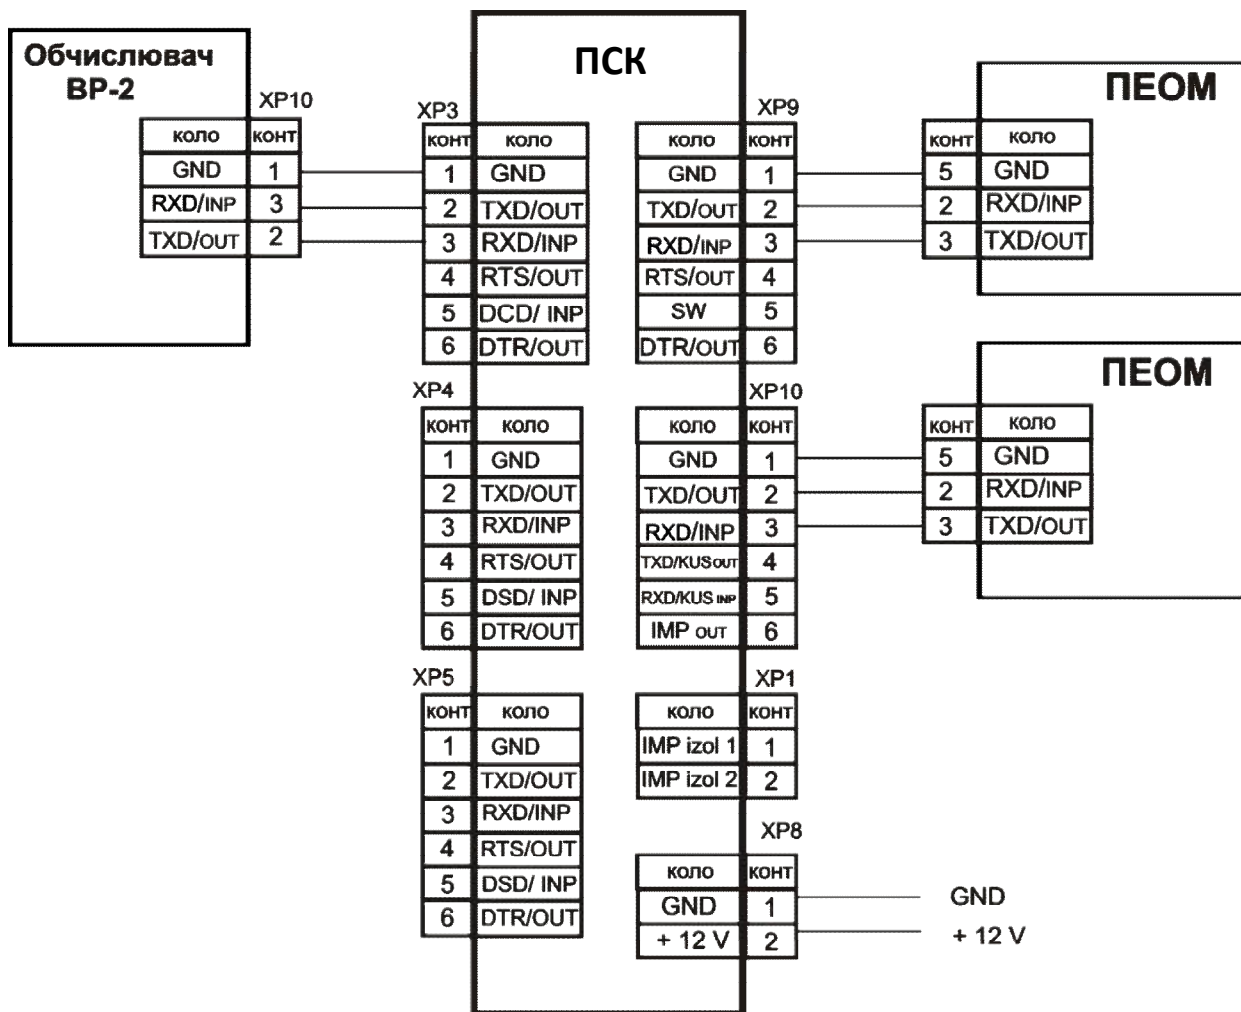 Обчислювач
ВР-2
XP10
коло конт
GND 1
RXD/INP 3
TXD/OUT 2
ПСК
XP3
конт коло
1 GND
2 TXD/OUT
3 RXD/INP
4 RTS/OUT
5 DCD/ INP
6 DTR/OUT
XP4
конт коло
1 GND
2 TXD/OUT
3 RXD/INP
4 RTS/OUT
5 DSD/ INP
6 DTR/OUT
XP5
конт коло
1 GND
2 TXD/OUT
3 RXD/INP
4 RTS/OUT
5 DSD/ INP
6 DTR/OUT
XP9
коло конт
GND 1
TXD/OUT 2
RXD/INP 3
RTS/OUT 4
SW 5
DTR/OUT 6
XP10
коло конт
GND 1
TXD/OUT 2
RXD/INP 3
TXD/KUS OUT 4
RXD/KUS INP 5
IMP OUT 6
XP1
коло конт
IMP izol 1 1
IMP izol 2 2
XP8
коло конт
GND 1
+ 12 V 2
GND
+ 12 V
ПЕОМ
конт коло
5 GND
2 RXD/INP
3 TXD/OUT
ПЕОМ
конт коло
5 GND
2 RXD/INP
3 TXD/OUT